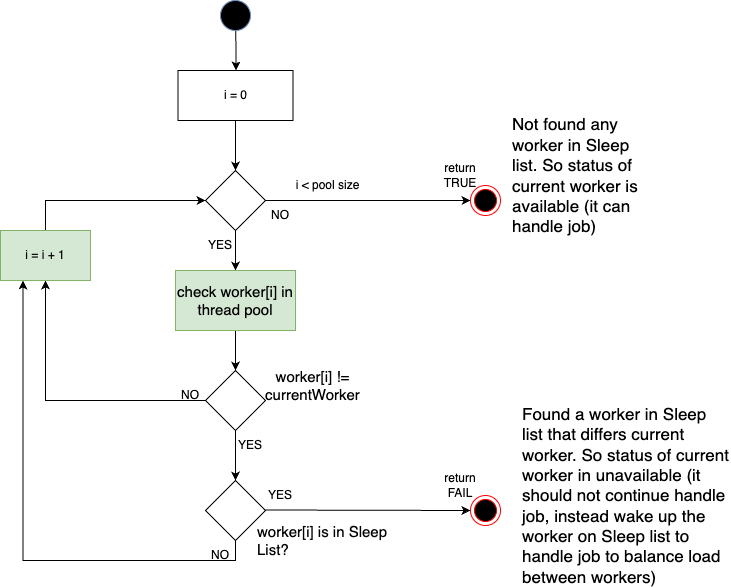 i = 0
Not found any
worker in Sleep
list. So status of
current worker is
available (it can
handle job)
return
TRUE
i < pool size
NO
YES
i = i + 1
check worker[i] in
thread pool
worker[i] !=
currentWorker
NO
YES
Found a worker in Sleep
list that differs current
worker. So status of current
worker in unavailable (it
should not continue handle
job, instead wake up the
worker on Sleep list to
handle job to balance load
between workers)
return
FAIL
YES
worker[i] is in Sleep
List?
NO